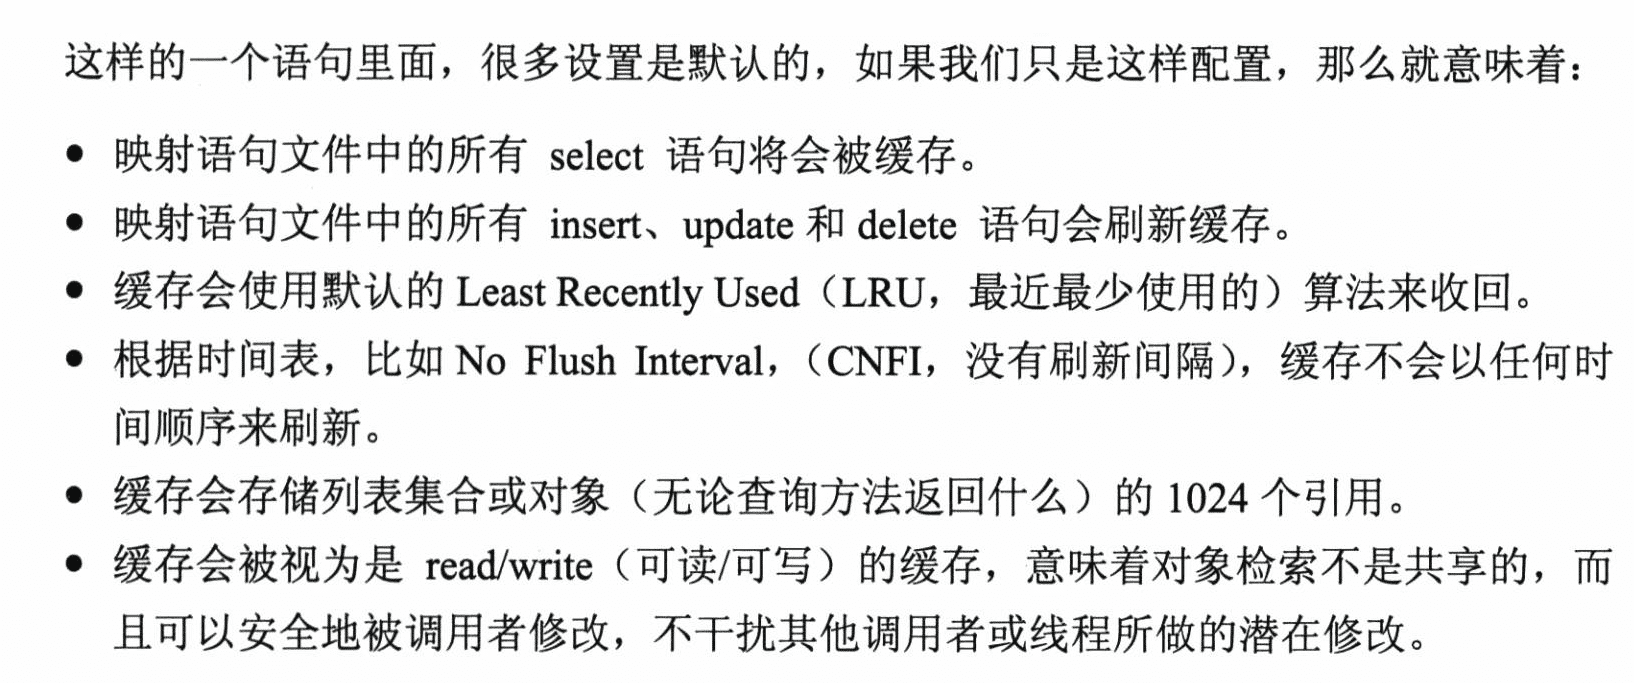 这样的一个语句里面，很多设置是默认的，如果我们只是这样配置，那么就意味着：
● 映射语句文件中的所有 select 语句将会被缓存。
● 映射语句文件中的所有 insert、update 和 delete 语句会刷新缓存。
● 缓存会使用默认的 Least Recently Used（LRU，最近最少使用的）算法来收回。
● 根据时间表，比如 No Flush Interval，（CNFI，没有刷新间隔），缓存不会以任何时
间顺序来刷新。
● 缓存会存储列表集合或对象（无论查询方法返回什么）的 1024 个引用。
● 缓存会被视为是 read/write（可读/可写）的缓存，意味着对象检索不是共享的，而
且可以安全地被调用者修改，不干扰其他调用者或线程所做的潜在修改。